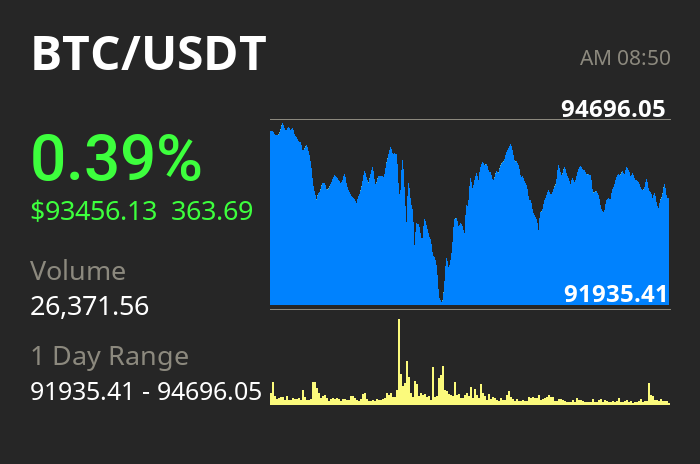 BTC/USDT
AM 08:50
94696.05
0.39%
$93456.13 363.69
Volume
26,371.56
91935.41
1 Day Range
91935.41 - 94696.05